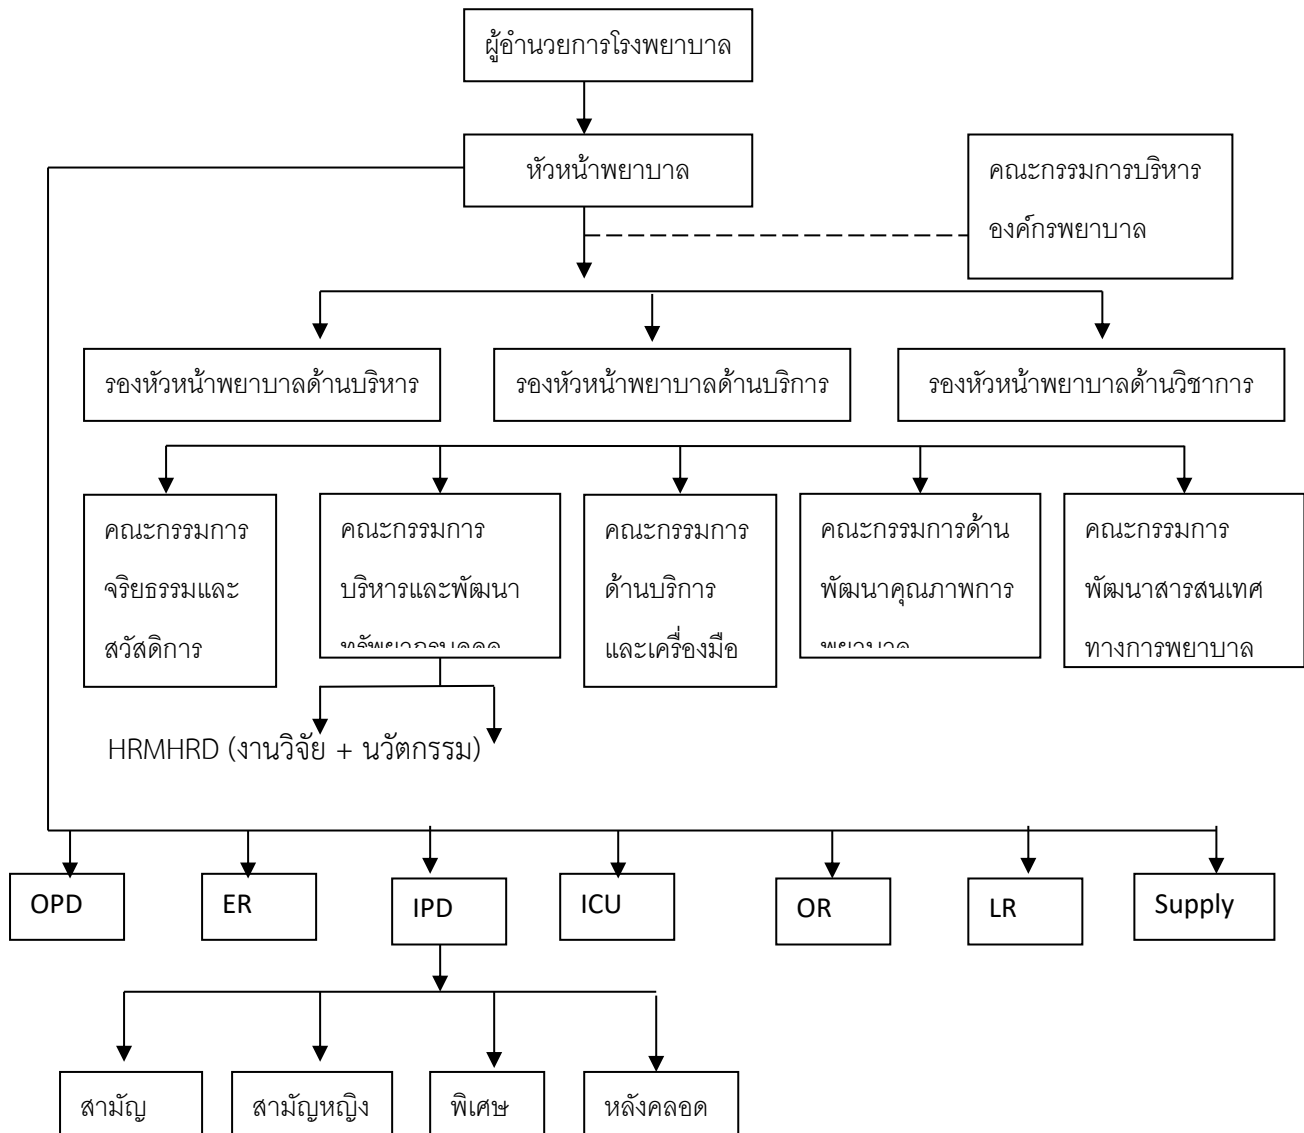 ผู้อำนวยการโรงพยาบาล
หัวหน้าพยาบาล
คณะกรรมการบริหาร
องค์กรพยาบาล
รองหัวหน้าพยาบาลด้านบริหาร
รองหัวหน้าพยาบาลด้านบริการ
รองหัวหน้าพยาบาลด้านวิชาการ
คณะกรรมการ
จริยธรรมและ
สวัสดิการ
คณะกรรมการ
บริหารและพัฒนา
คณะกรรมการ
ด้านบริการ
และเครื่องมือ
คณะกรรมการด้าน
พัฒนาคุณภาพการ
คณะกรรมการ
พัฒนาสารสนเทศ
ทางการพยาบาล
HRMHRD (งานวิจัย + นวัตกรรม)
OPD
ER
IPD
ICU
OR
LR
Supply
สามัญ
สามัญหญิง
พิเศษ
หลังคลอด